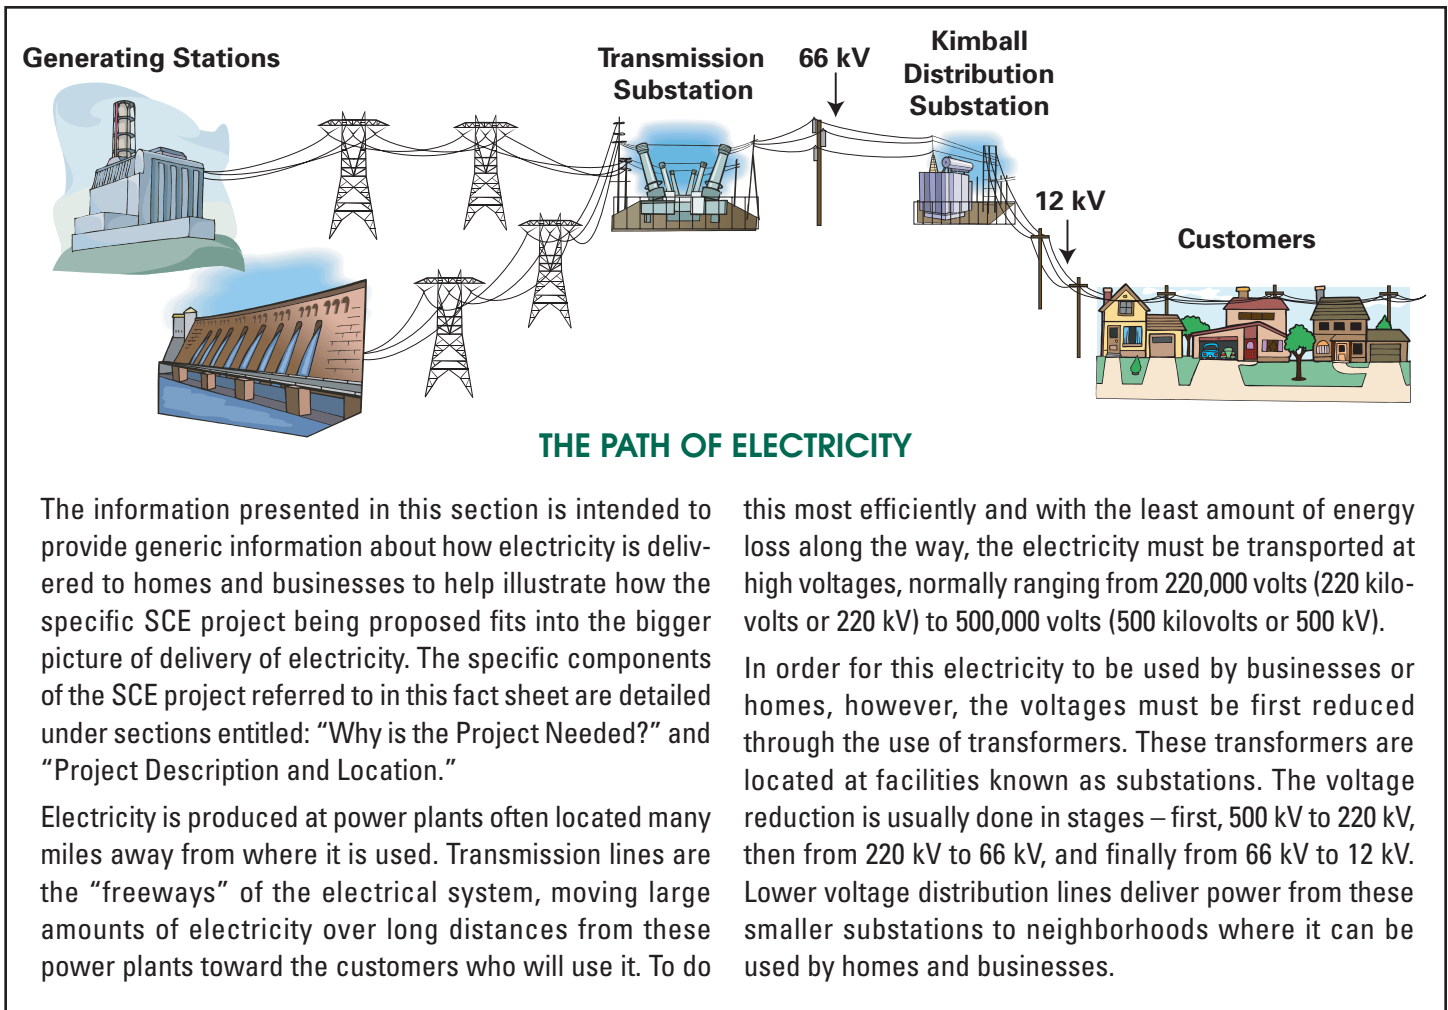 Generating Stations
Transmission
Substation
66 kV
Kimball
Distribution
Substation
12 kV
Customers
THE PATH OF ELECTRICITY
The information presented in this section is intended to
provide generic information about how electricity is deliv-
ered to homes and businesses to help illustrate how the
specific SCE project being proposed fits into the bigger
picture of delivery of electricity. The specific components
of the SCE project referred to in this fact sheet are detailed
under sections entitled: “Why is the Project Needed?” and
“Project Description and Location.”
Electricity is produced at power plants often located many
miles away from where it is used. Transmission lines are
the “freeways” of the electrical system, moving large
amounts of electricity over long distances from these
power plants toward the customers who will use it. To do
this most efficiently and with the least amount of energy
loss along the way, the electricity must be transported at
high voltages, normally ranging from 220,000 volts (220 kilo-
volts or 220 kV) to 500,000 volts (500 kilovolts or 500 kV).
In order for this electricity to be used by businesses or
homes, however, the voltages must be first reduced
through the use of transformers. These transformers are
located at facilities known as substations. The voltage
reduction is usually done in stages – first, 500 kV to 220 kV,
then from 220 kV to 66 kV, and finally from 66 kV to 12 kV.
Lower voltage distribution lines deliver power from these
smaller substations to neighborhoods where it can be
used by homes and businesses.